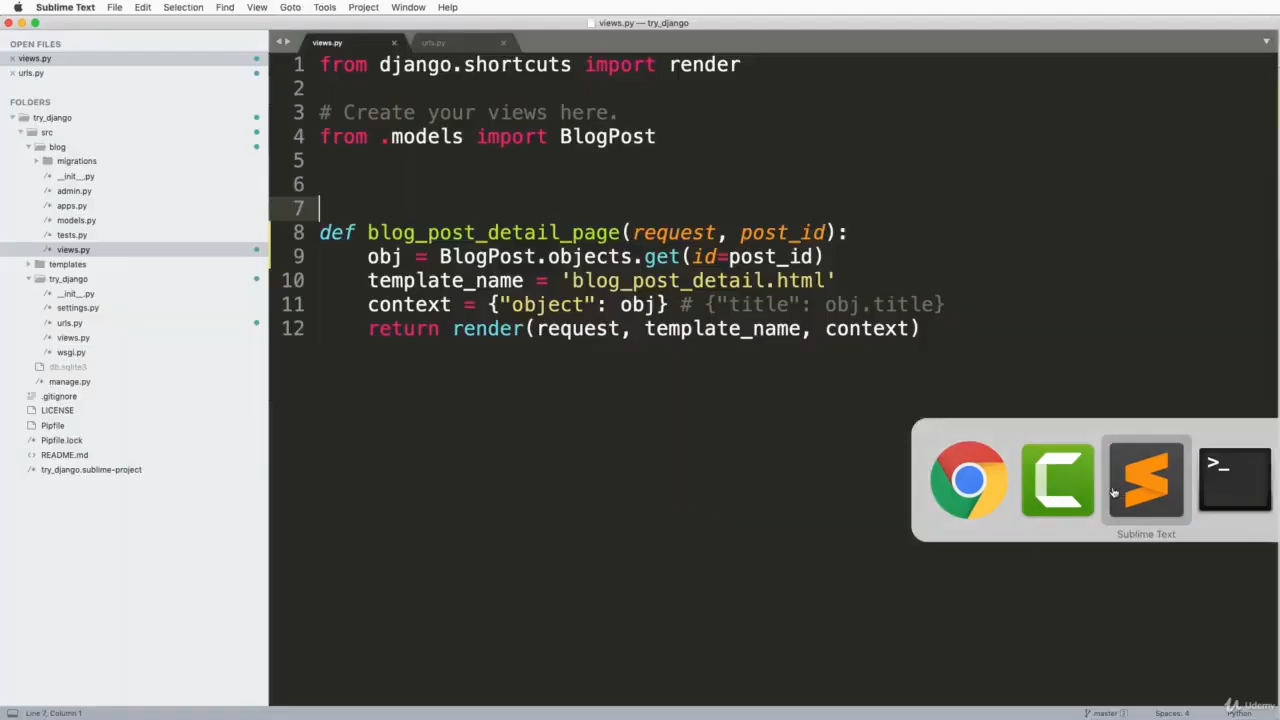 Sublime Text File Edit Selection Find View Goto Tools Project Window Help
views.py — try_django
OPEN FILES
views.py
urls.py
FOLDERS
try_django
src
blog
migrations
__init__.py
admin.py
apps.py
models.py
tests.py
views.py
templates
try_django
__init__.py
settings.py
urls.py
views.py
wsgi.py
db.sqlite3
manage.py
.gitignore
LICENSE
Pipfile
Pipfile.lock
README.md
try_django.sublime-project
views.py urls.py
1 from django.shortcuts import render
2
3 # Create your views here.
4 from .models import BlogPost
5
6
7
8 def blog_post_detail_page(request, post_id):
9 obj = BlogPost.objects.get(id=post_id)
10 template_name = 'blog_post_detail.html'
11 context = {"object": obj} # {"title": obj.title}
12 return render(request, template_name, context)
>_
Sublime Text
Line 7, Column 1
master 3
Spaces: 4
Python
Udemy